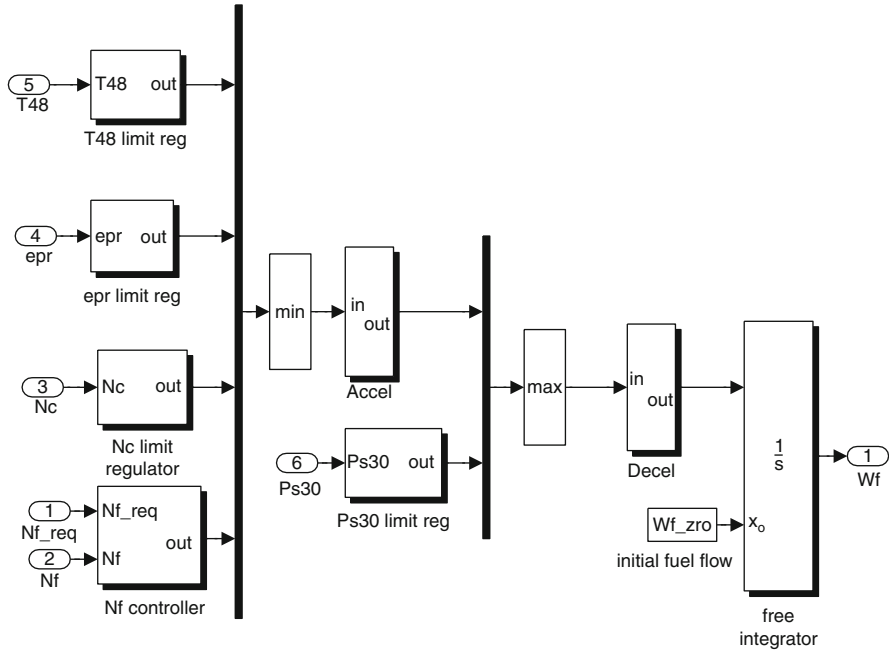 5
T48
T48
out
T48 limit reg
4
epr
epr
out
epr limit reg
3
Nc
Nc
out
Nc limit
regulator
1
Nf_req
2
Nf
Nf_req
Nf
out
Nf controller
min
in
out
Accel
6
Ps30
Ps30
out
Ps30 limit reg
max
in
out
Decel
Wf_zro
initial fuel flow
1
s
xo
free
integrator
1
Wf